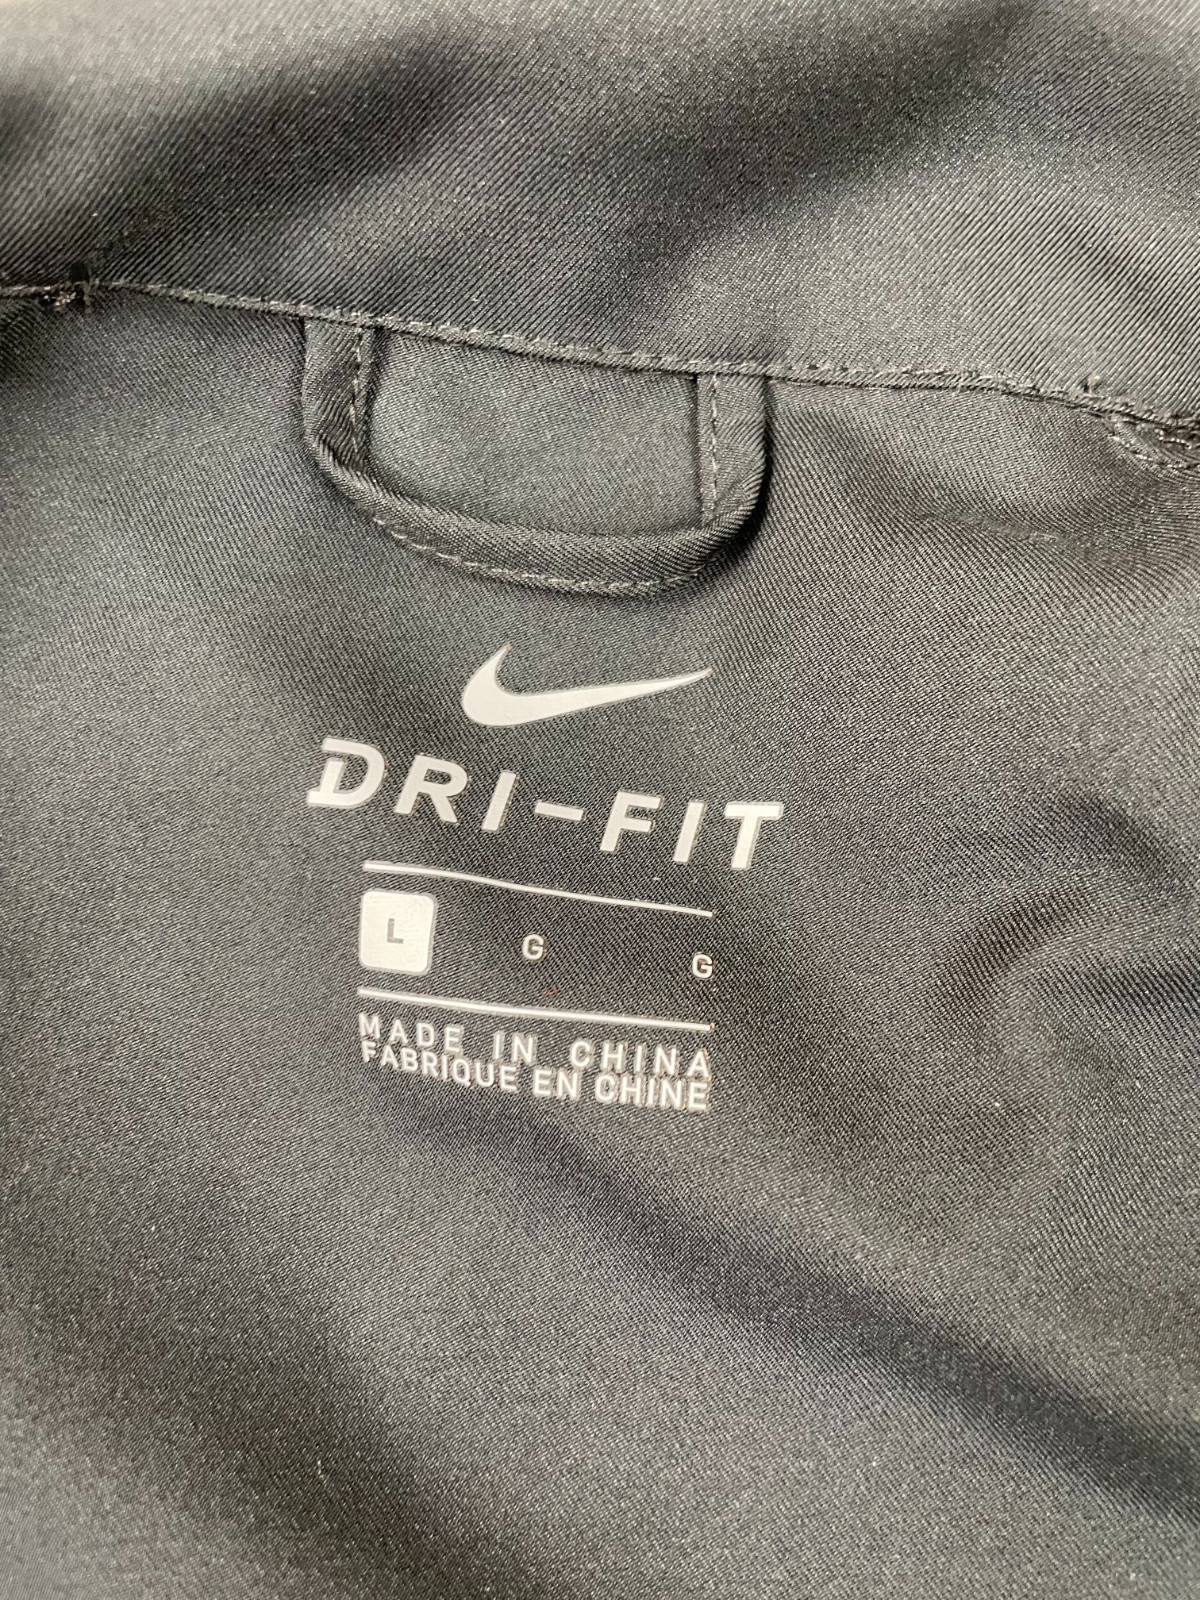 DRI-FIT
L G G
MADE IN CHINA
FABRIQUE EN CHINE